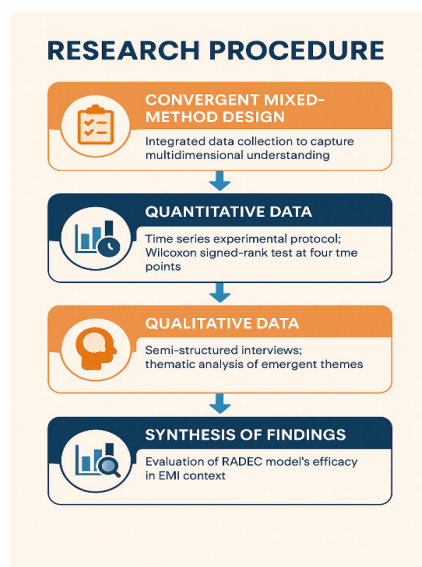 RESEARCH PROCEDURE
CONVERGENT MIXED-
METHOD DESIGN
Integrated data collection to capture
multidimensional understanding
QUANTITATIVE DATA
Time series experimental protocol;
Wilcoxon signed-rank test at four tme
points
QUALITATIVE DATA
Semi-structured interviews;
thematic analysis of emergent themes
SYNTHESIS OF FINDINGS
Evaluation of RADEC model's efficacy
in EMI context